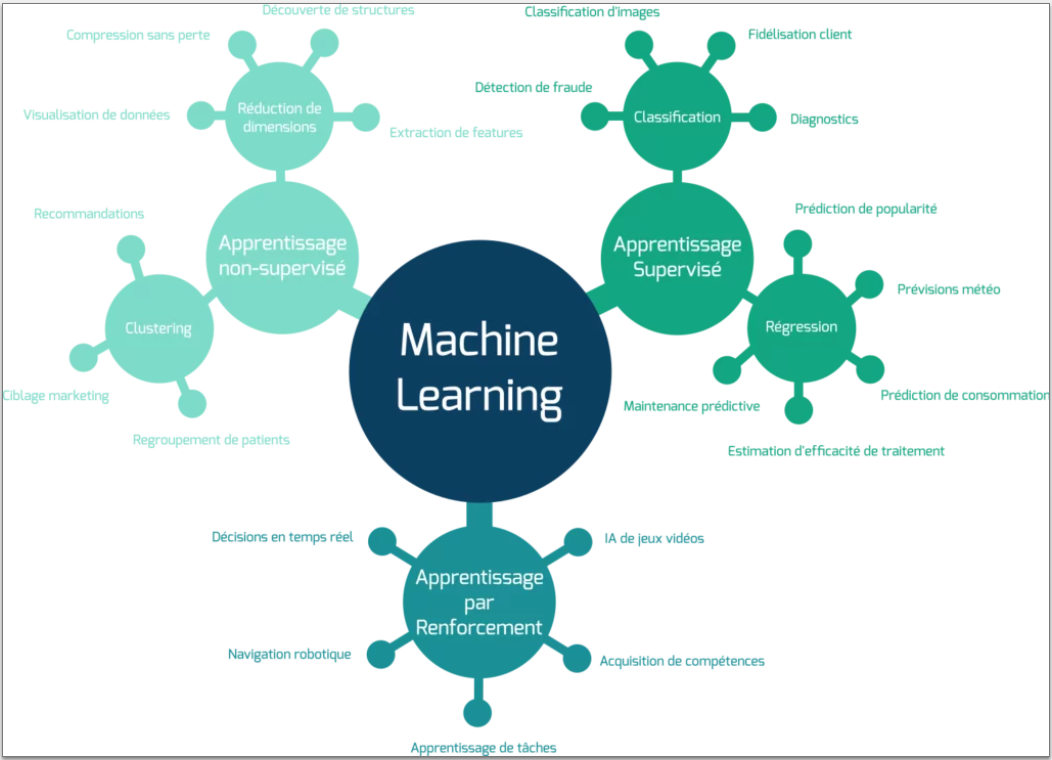 Découverte de structures
Compression sans perte
Visualisation de données
Réduction de
dimensions
Extraction de features
Recommandations
Apprentissage
non-supervisé
Clustering
Ciblage marketing
Regroupement de patients
Classification d'images
Fidélisation client
Détection de fraude
Classification
Diagnostics
Apprentissage
Supervisé
Prédiction de popularité
Prévisions météo
Régression
Prédiction de consommation
Maintenance prédictive
Estimation d'efficacité de traitement
Machine
Learning
Décisions en temps réel
IA de jeux vidéos
Apprentissage
par
Renforcement
Navigation robotique
Acquisition de compétences
Apprentissage de tâches